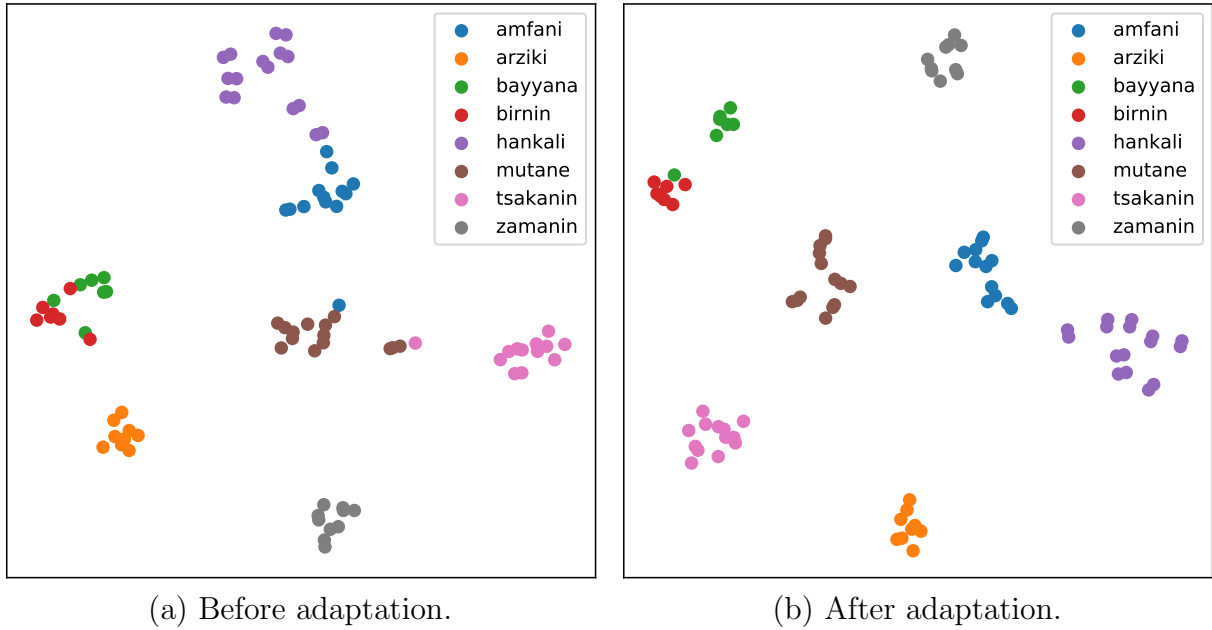 amfani
arziki
bayyana
birnin
hankali
mutane
tsakanin
zamanin
amfani
arziki
bayyana
birnin
hankali
mutane
tsakanin
zamanin
(a) Before adaptation.
(b) After adaptation.